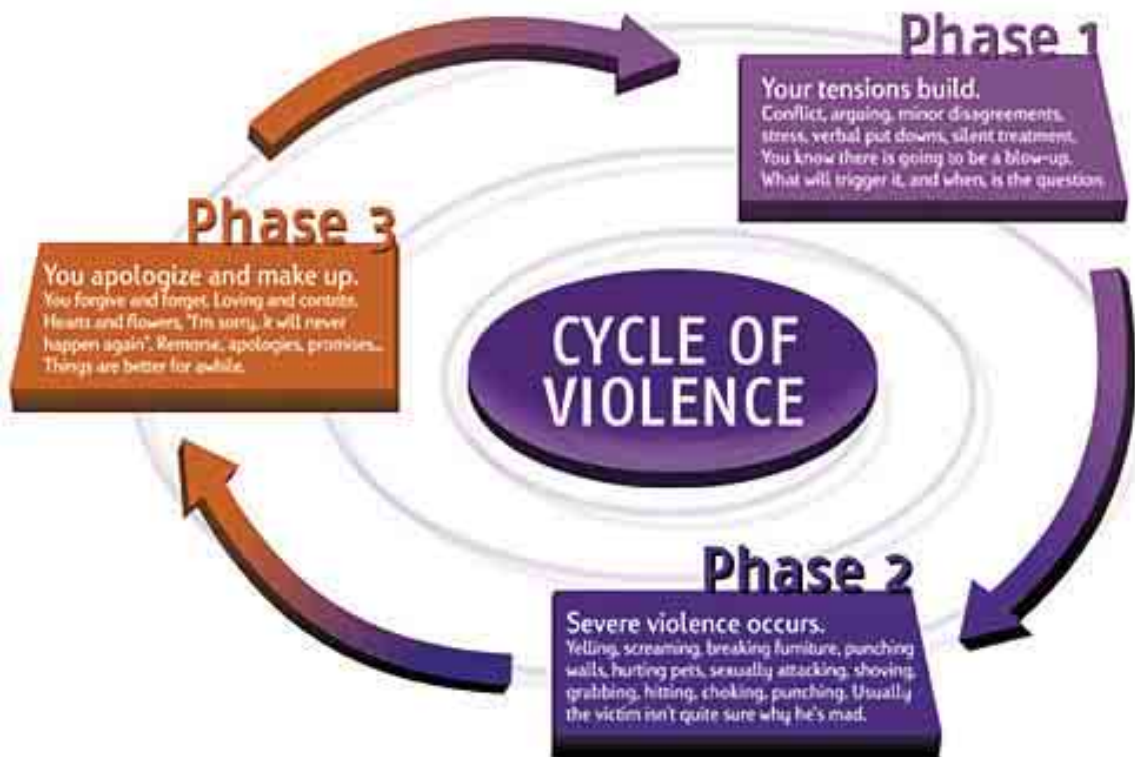 Phase 1
Your tensions build.
Conflict, arguing, minor disagreements,
stress, verbal put downs, silent treatment.
You know there is going to be a blow-up.
What will trigger it, and when, is the question.
Phase 3
You apologize and make up.
You forgive and forget. Loving and contrite.
Hearts and flowers, "I'm sorry, it will never
happen again". Remorse, apologies, promises...
Things are better for awhile.
CYCLE OF
VIOLENCE
Phase 2
Severe violence occurs.
Yelling, screaming, breaking furniture, punching
walls, hurting pets, sexually attacking, shoving,
grabbing, hitting, choking, punching. Usually
the victim isn't quite sure why he's mad.